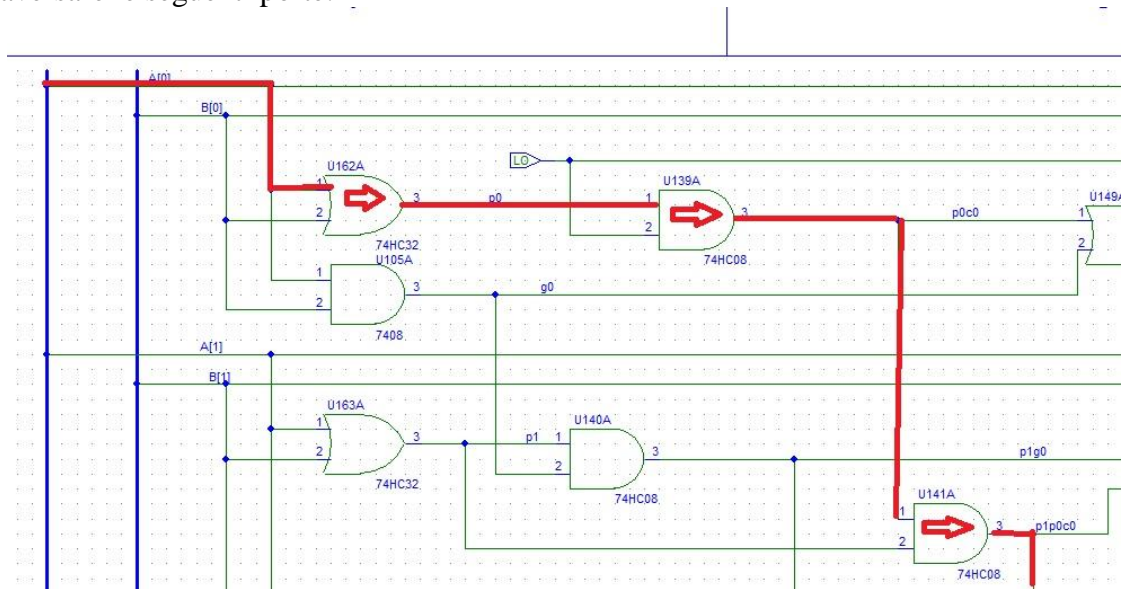 A[0]
B[0]
LO
U162A
1
2
3
74HC32
p0
U139A
1
2
3
74HC08
p0c0
U149A
1
2
U105A
1
2
3
7408
g0
A[1]
B[1]
U163A
1
2
3
74HC32
p1
U140A
1
2
3
74HC08
p1g0
U141A
1
2
3
74HC08
p1p0c0